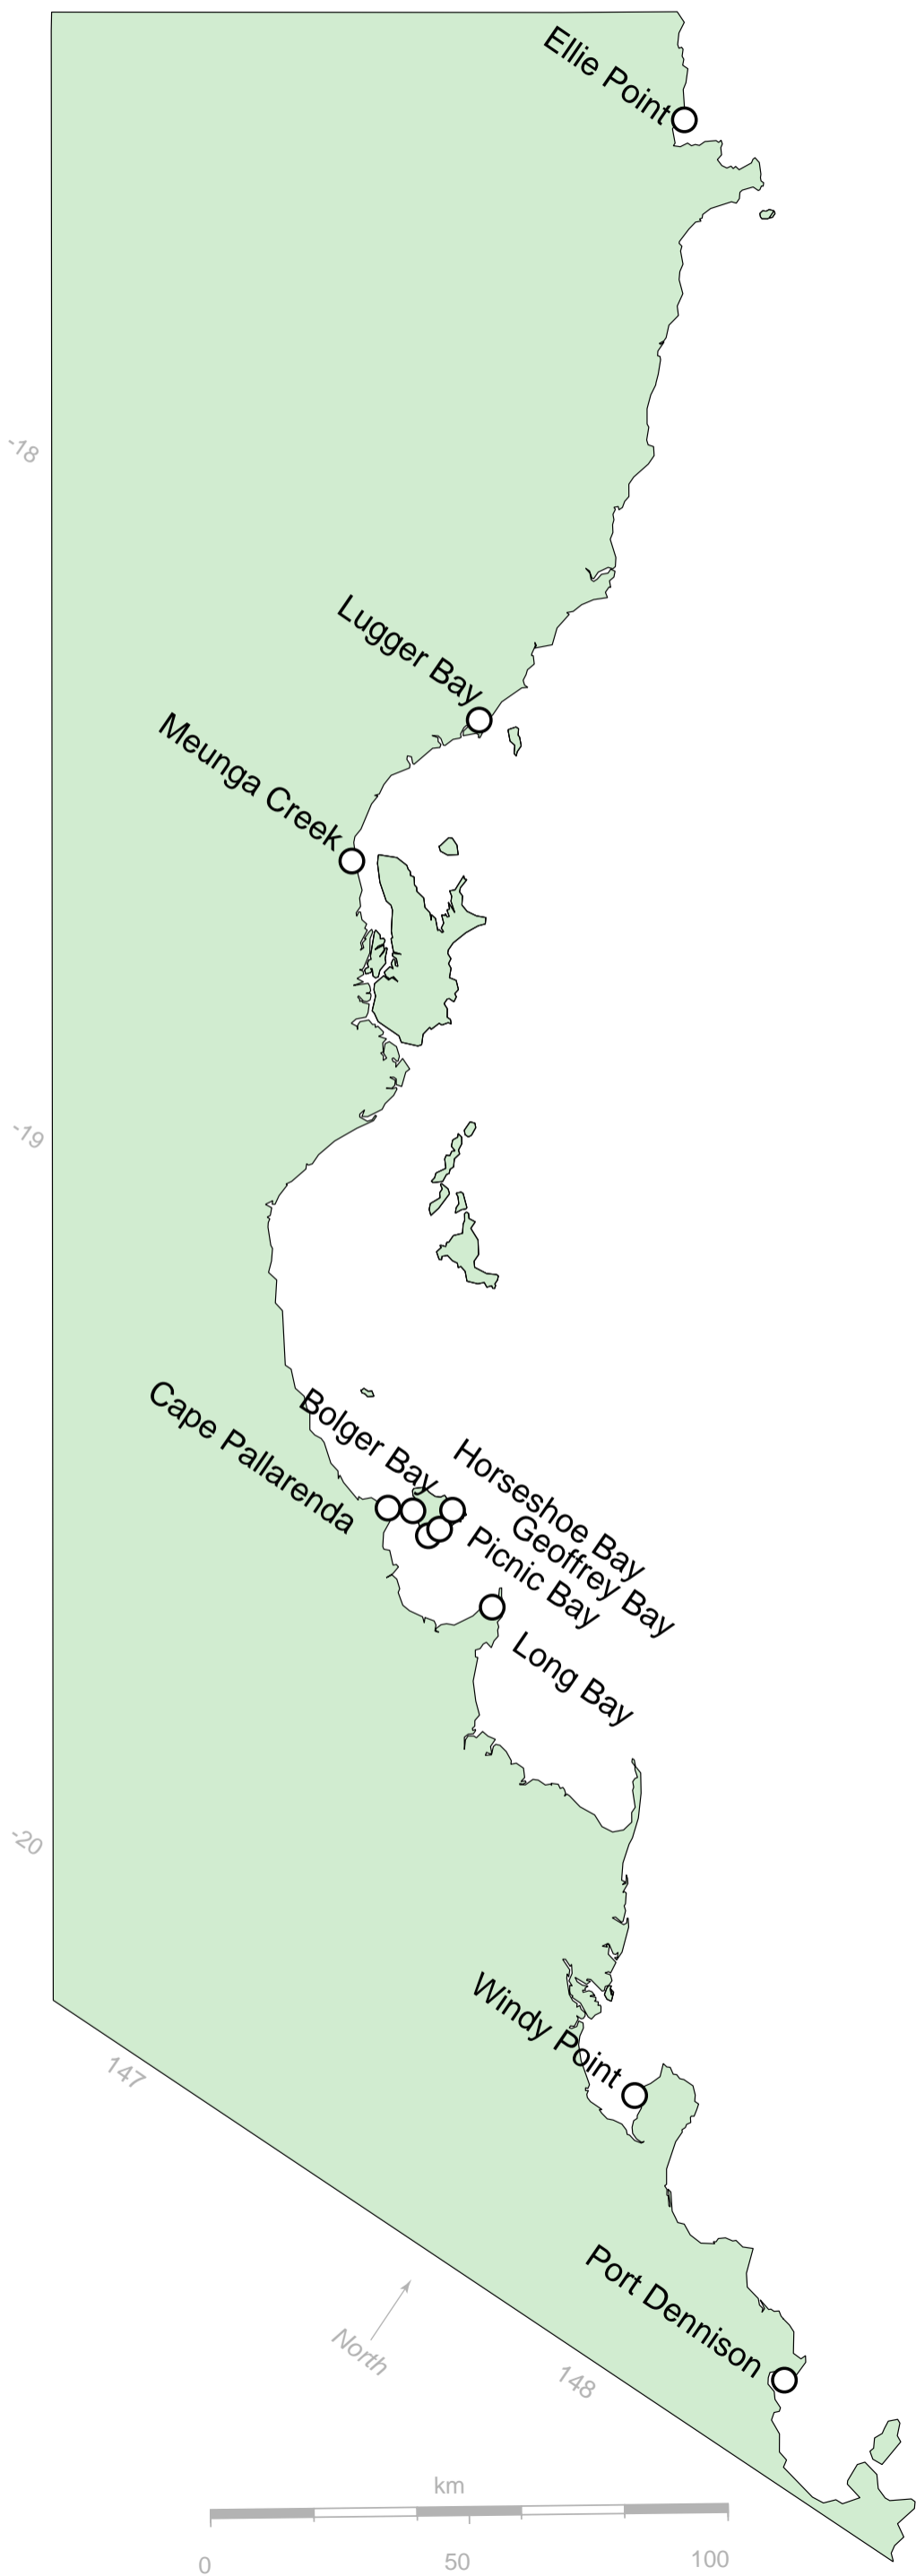 Ellie Point
-18
Lugger Bay
Meunga Creek
-19
Cape Pallarenda
Bolger Bay
Horseshoe Bay
Geoffrey Bay
Picnic Bay
Long Bay
-20
Windy Point
147
Port Dennison
North
148
km
0 50 100